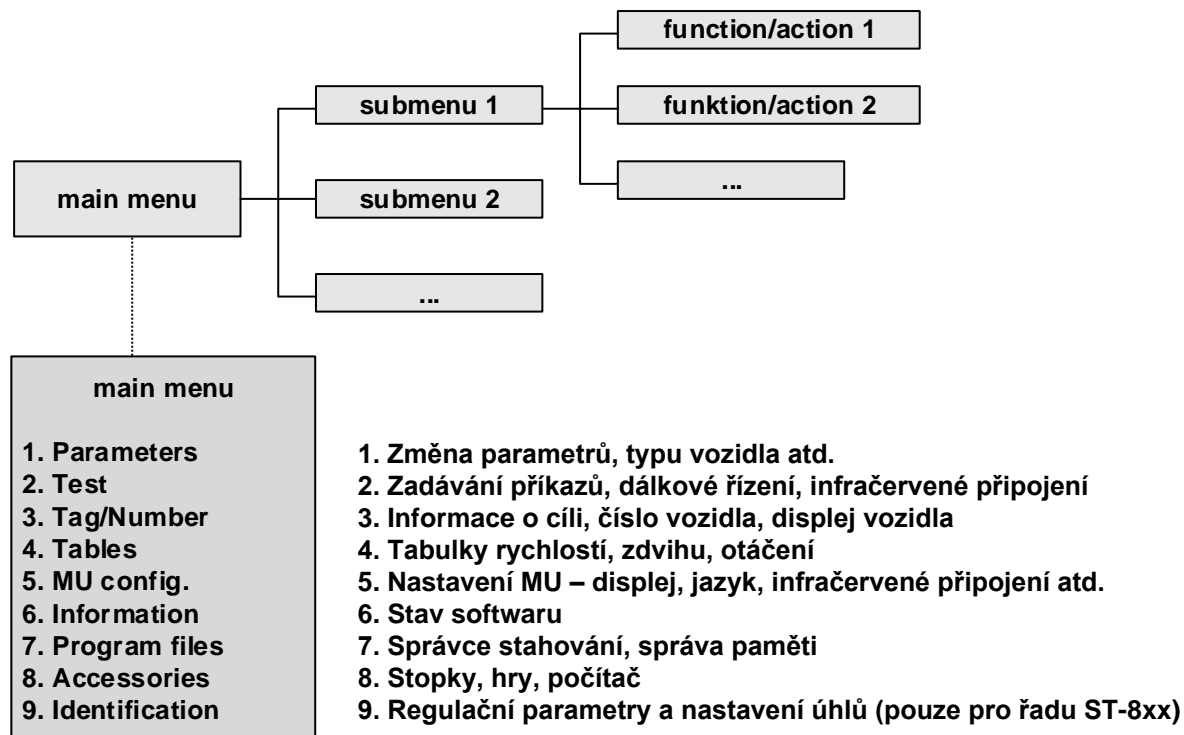 function/action 1
submenu 1
funktion/action 2
main menu
submenu 2
...
...
main menu
1. Parameters
2. Test
3. Tag/Number
4. Tables
5. MU config.
6. Information
7. Program files
8. Accessories
9. Identification
1. Změna parametrů, typu vozidla atd.
2. Zadávání příkazů, dálkové řízení, infračervené připojení
3. Informace o cíli, číslo vozidla, displej vozidla
4. Tabulky rychlostí, zdvihu, otáčení
5. Nastavení MU – displej, jazyk, infračervené připojení atd.
6. Stav softwaru
7. Správce stahování, správa paměti
8. Stopky, hry, počítač
9. Regulační parametry a nastavení úhlů (pouze pro řadu ST-8xx)